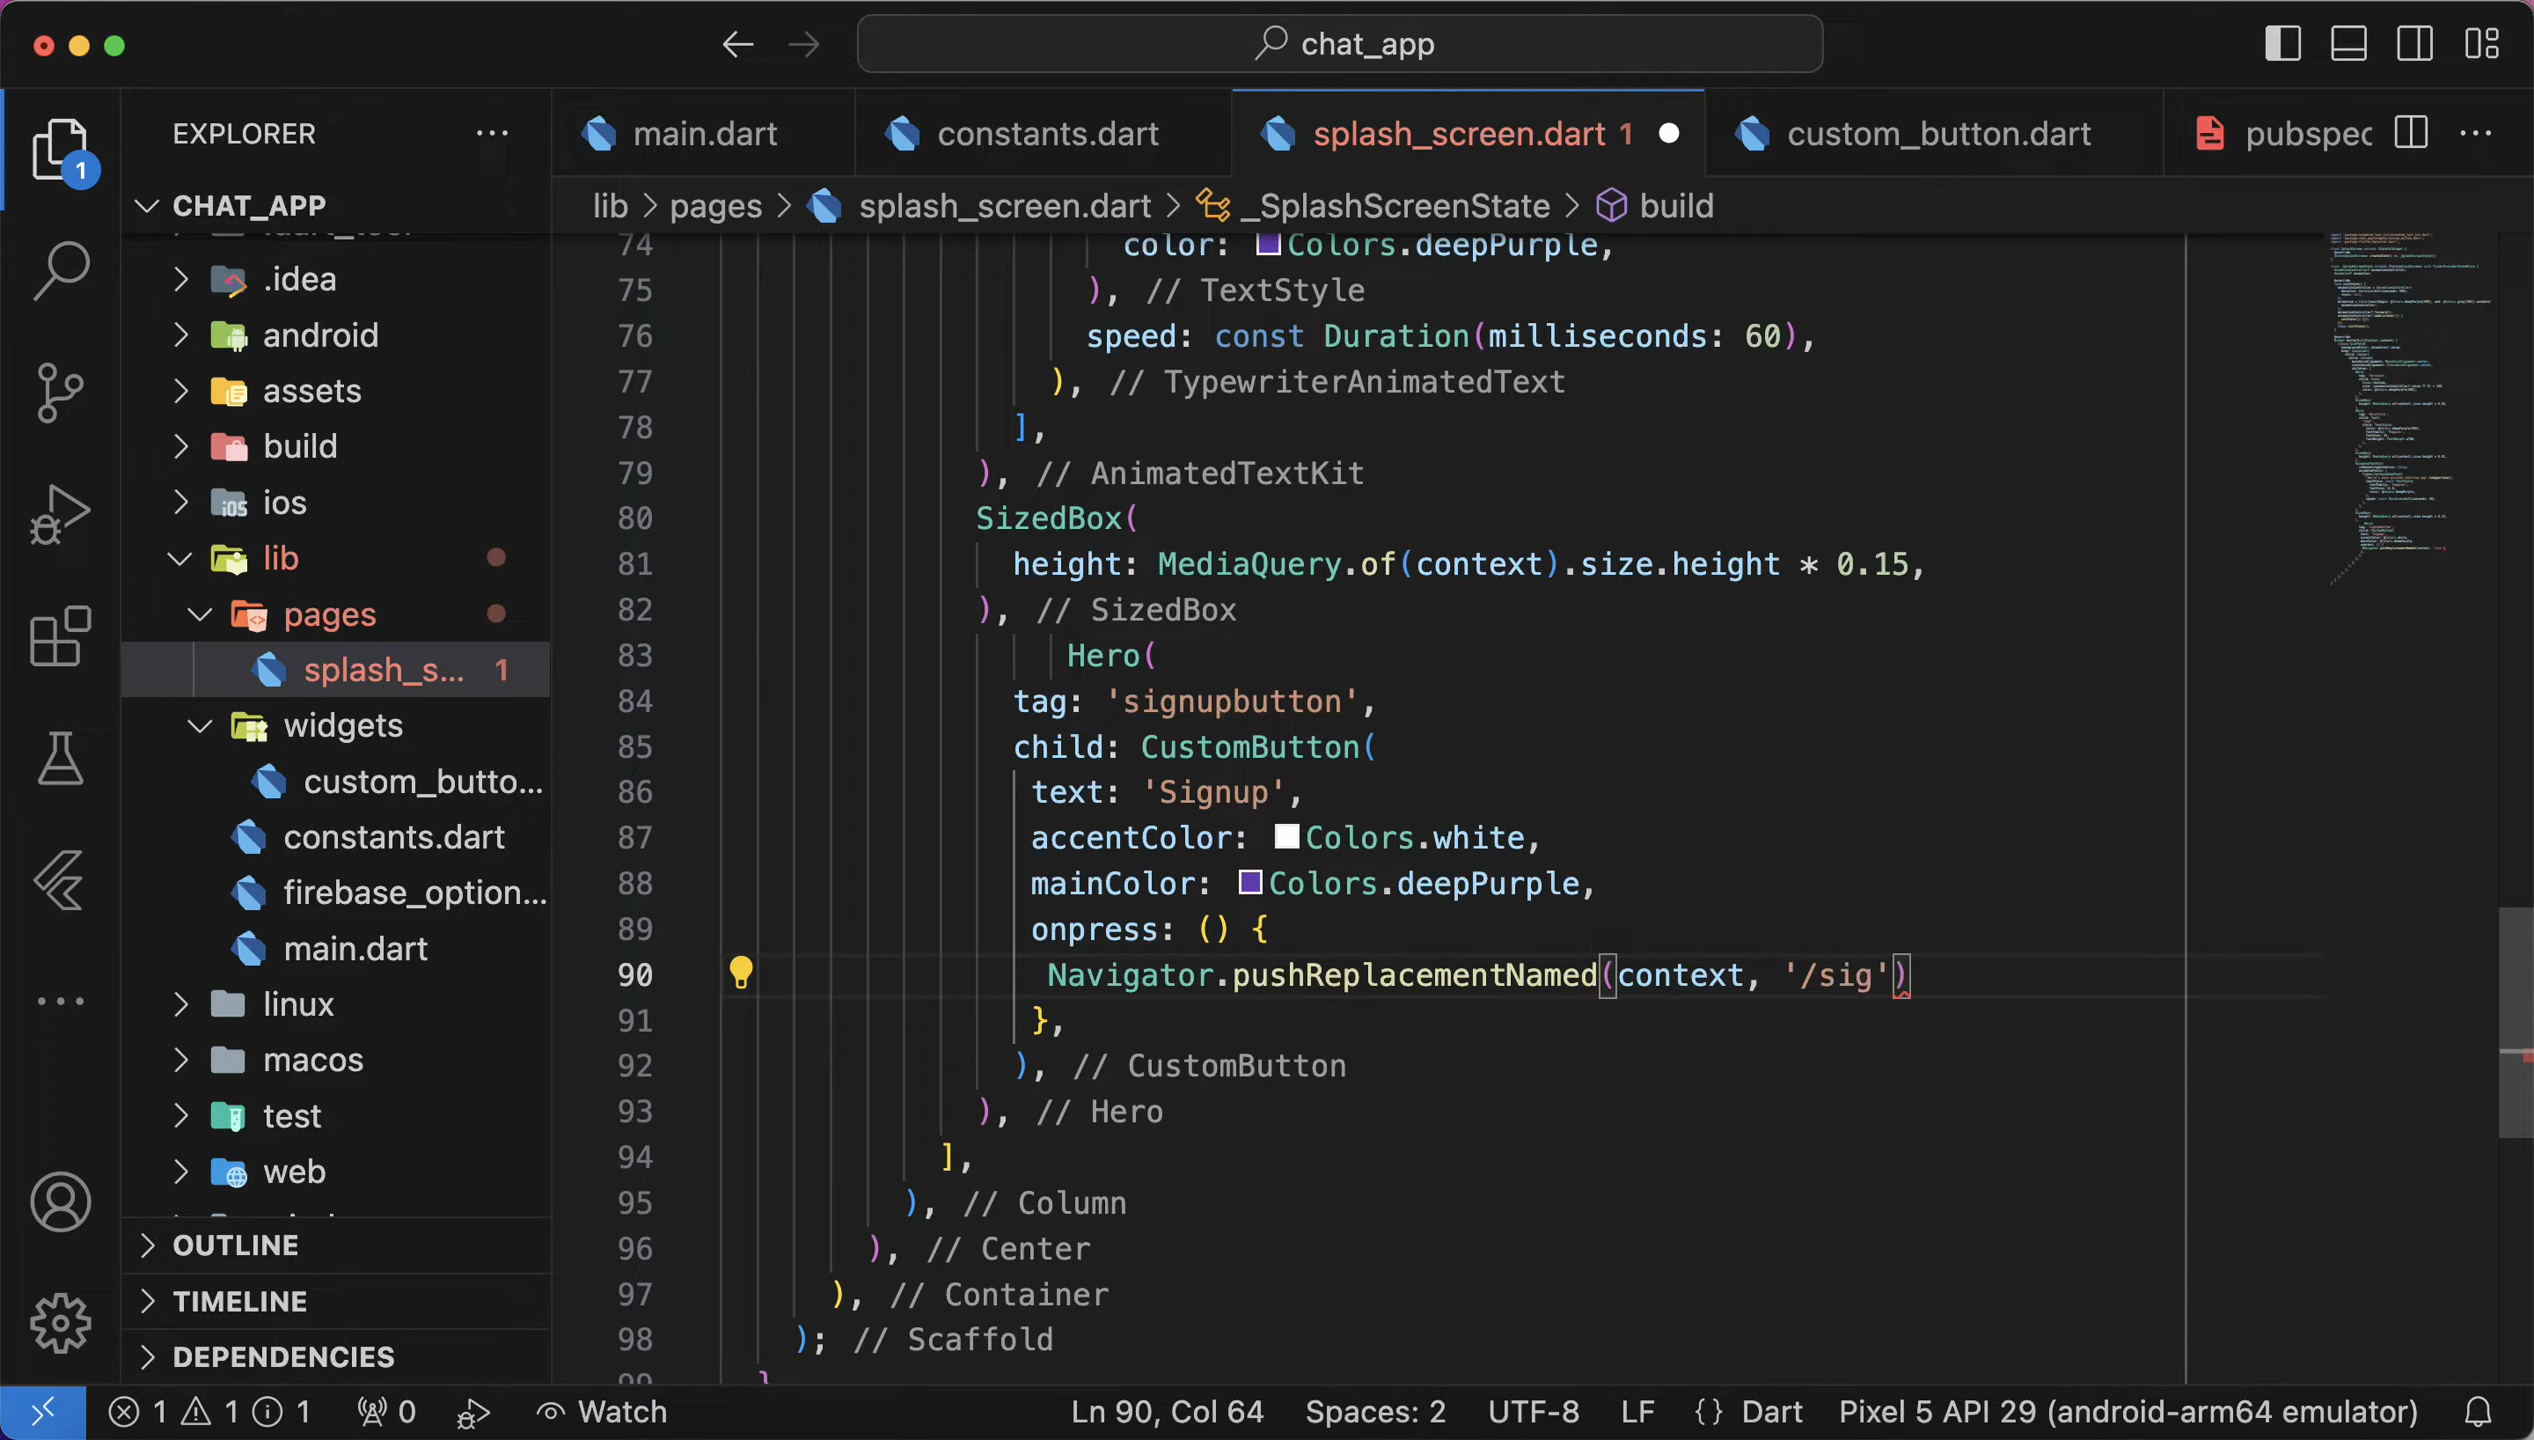 chat_app
EXPLORER
main.dart
constants.dart
splash_screen.dart 1
custom_button.dart
pubspec
1
CHAT_APP
lib > pages > splash_screen.dart > _SplashScreenState > build
.idea
android
assets
build
ios
lib
pages
splash_s... 1
widgets
custom_butto...
constants.dart
firebase_option...
main.dart
linux
macos
test
web
OUTLINE
TIMELINE
DEPENDENCIES
74 color: Colors.deepPurple,
75 ), // TextStyle
76 speed: const Duration(milliseconds: 60),
77 ), // TypewriterAnimatedText
78 ],
79 ), // AnimatedTextKit
80 SizedBox(
81 height: MediaQuery.of(context).size.height * 0.15,
82 ), // SizedBox
83 Hero(
84 tag: 'signupbutton',
85 child: CustomButton(
86 text: 'Signup',
87 accentColor: Colors.white,
88 mainColor: Colors.deepPurple,
89 onpress: () {
90 Navigator.pushReplacementNamed(context, '/sig')
91 },
92 ), // CustomButton
93 ), // Hero
94 ],
95 ), // Column
96 ), // Center
97 ), // Container
98 ); // Scaffold
1 1 1 0 Watch Ln 90, Col 64 Spaces: 2 UTF-8 LF {} Dart Pixel 5 API 29 (android-arm64 emulator)